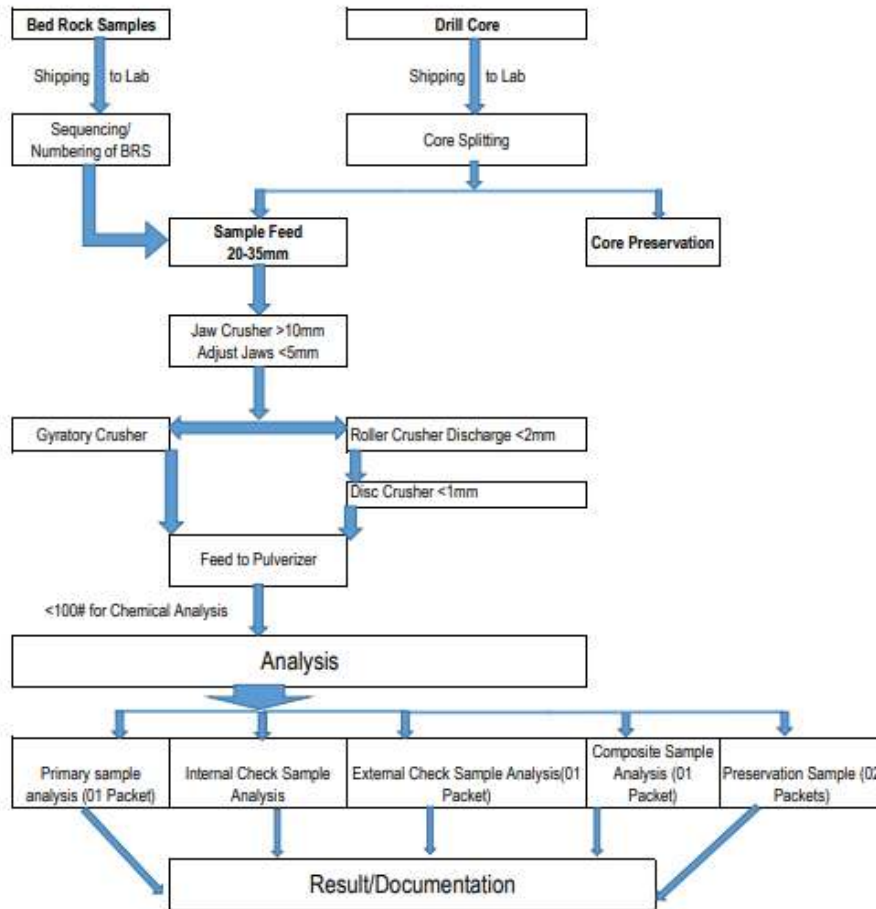 Bed Rock Samples
Drill Core
Shipping to Lab
Shipping to Lab
Sequencing/
Numbering of BRS
Core Splitting
Sample Feed
20-35mm
Core Preservation
Jaw Crusher >10mm
Adjust Jaws <5mm
Gyratory Crusher
Roller Crusher Discharge <2mm
Disc Crusher <1mm
Feed to Pulverizer
<100# for Chemical Analysis
Analysis
Primary sample
analysis (01 Packet)
Internal Check Sample
Analysis
External Check Sample Analysis(01
Packet)
Composite Sample
Analysis (01
Packet)
Preservation Sample (02
Packets)
Result/Documentation